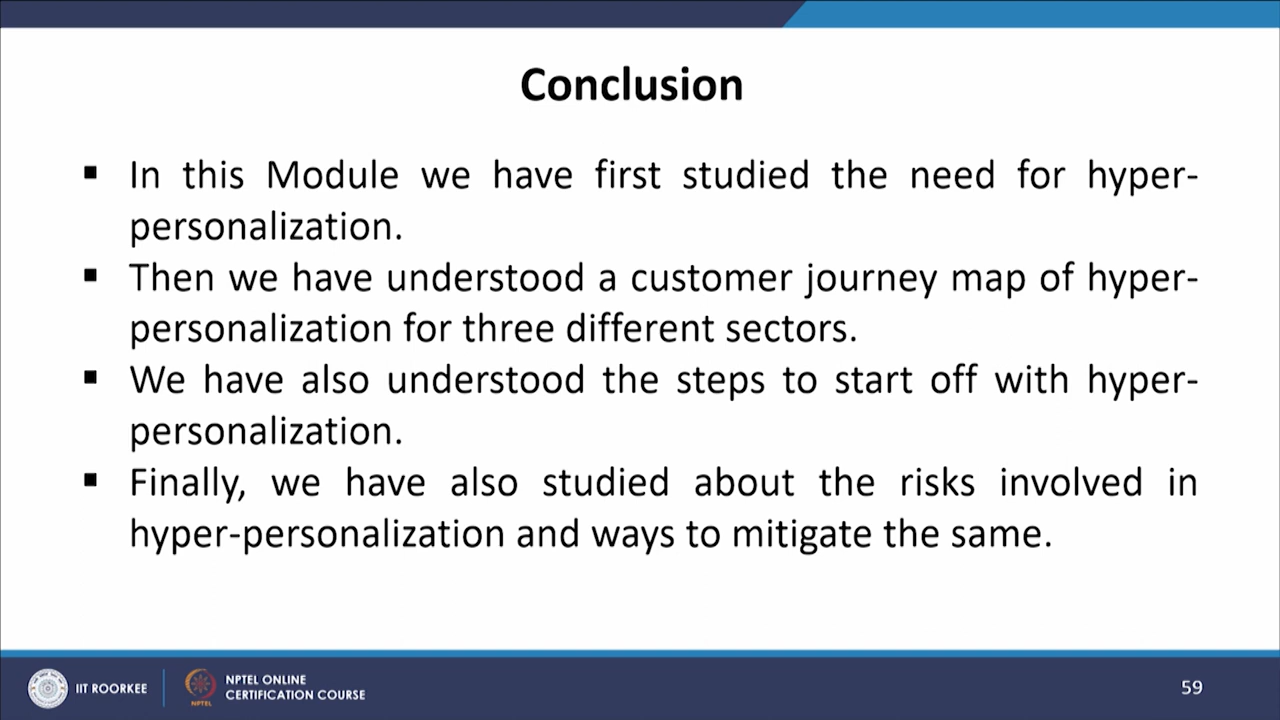 Conclusion
▪ In this Module we have first studied the need for hyper-
personalization.
▪ Then we have understood a customer journey map of hyper-
personalization for three different sectors.
▪ We have also understood the steps to start off with hyper-
personalization.
▪ Finally, we have also studied about the risks involved in
hyper-personalization and ways to mitigate the same.
IIT ROORKEE
NPTEL
NPTEL ONLINE
CERTIFICATION COURSE
59